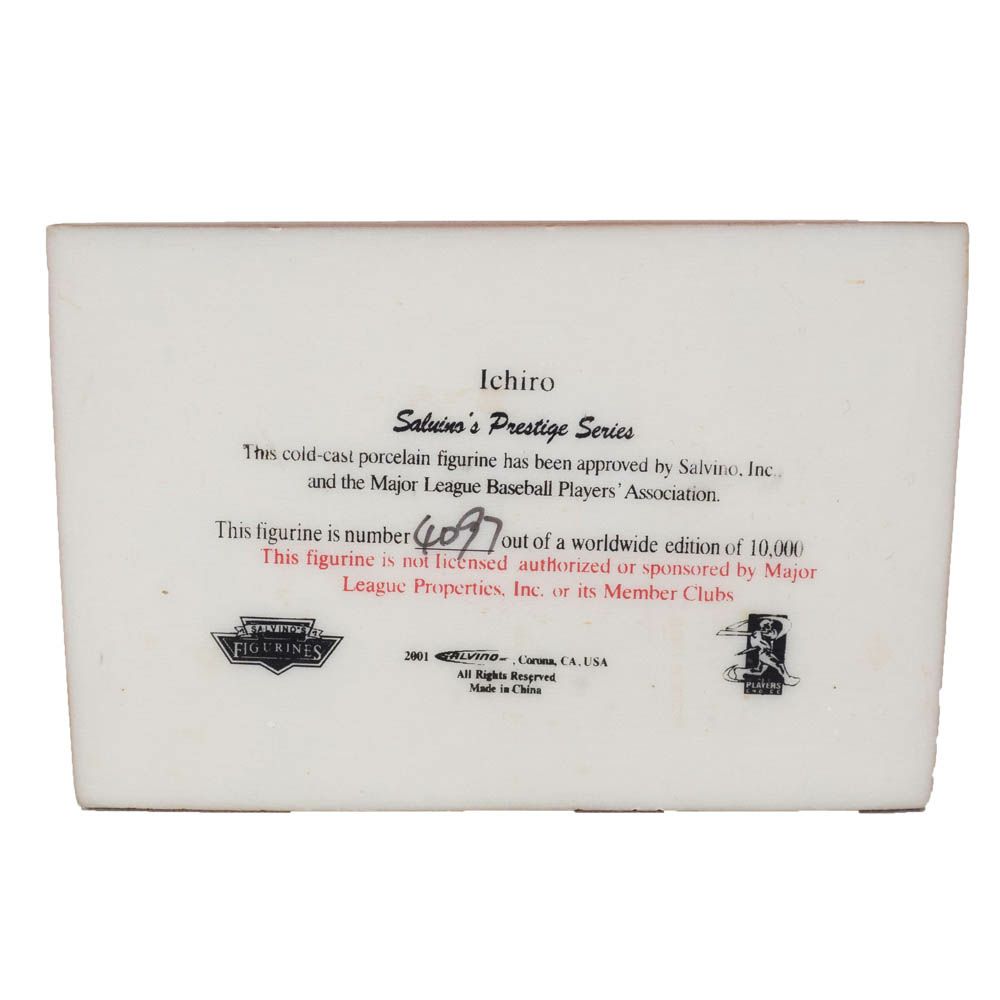 Ichiro
Salvino's Prestige Series
This cold-cast porcelain figurine has been approved by Salvino, Inc.,
and the Major League Baseball Players' Association.
This figurine is number 4097 out of a worldwide edition of 10,000
This figurine is not licensed authorized or sponsored by Major
League Properties, Inc. or its Member Clubs
SALVINO'S
FIGURINES
2001 SALVINO , Corona, CA, USA
All Rights Reserved
Made in China
PLAYERS
CHOICE